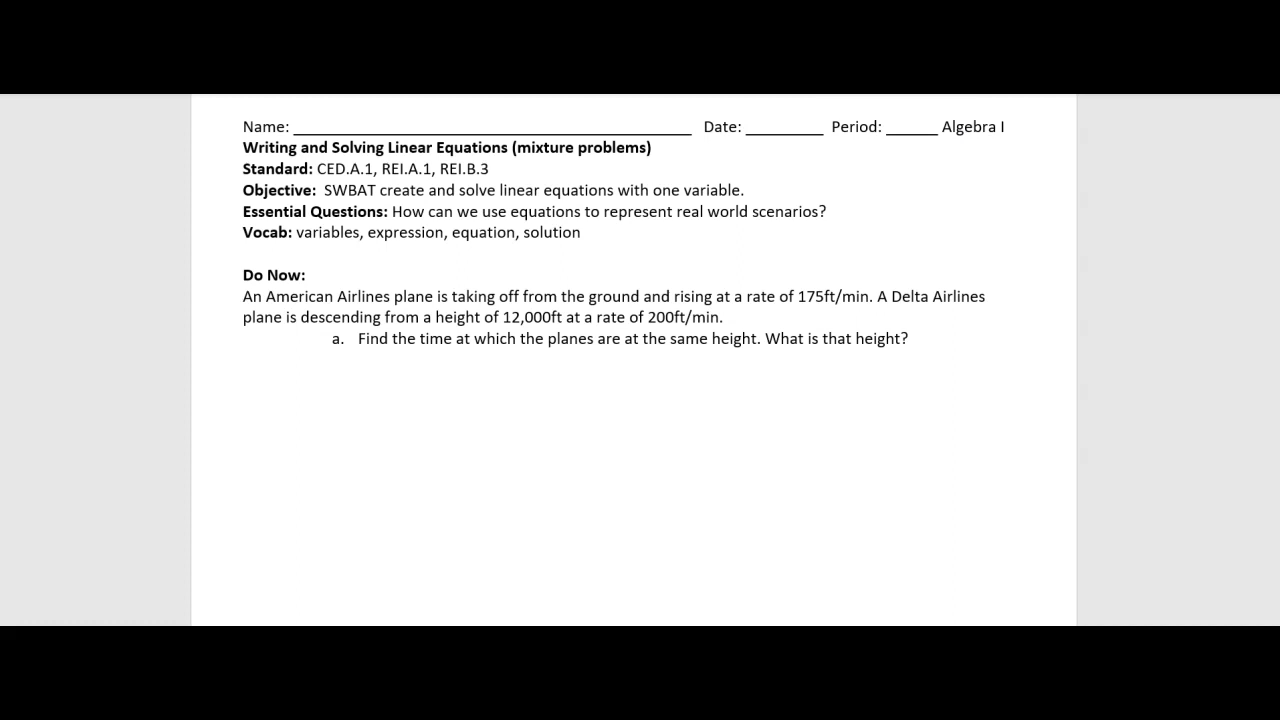 Name: _____________________________________________ Date: _________ Period: ______ Algebra I
Writing and Solving Linear Equations (mixture problems)
Standard: CED.A.1, REI.A.1, REI.B.3
Objective: SWBAT create and solve linear equations with one variable.
Essential Questions: How can we use equations to represent real world scenarios?
Vocab: variables, expression, equation, solution
Do Now:
An American Airlines plane is taking off from the ground and rising at a rate of 175ft/min. A Delta Airlines
plane is descending from a height of 12,000ft at a rate of 200ft/min.
a. Find the time at which the planes are at the same height. What is that height?